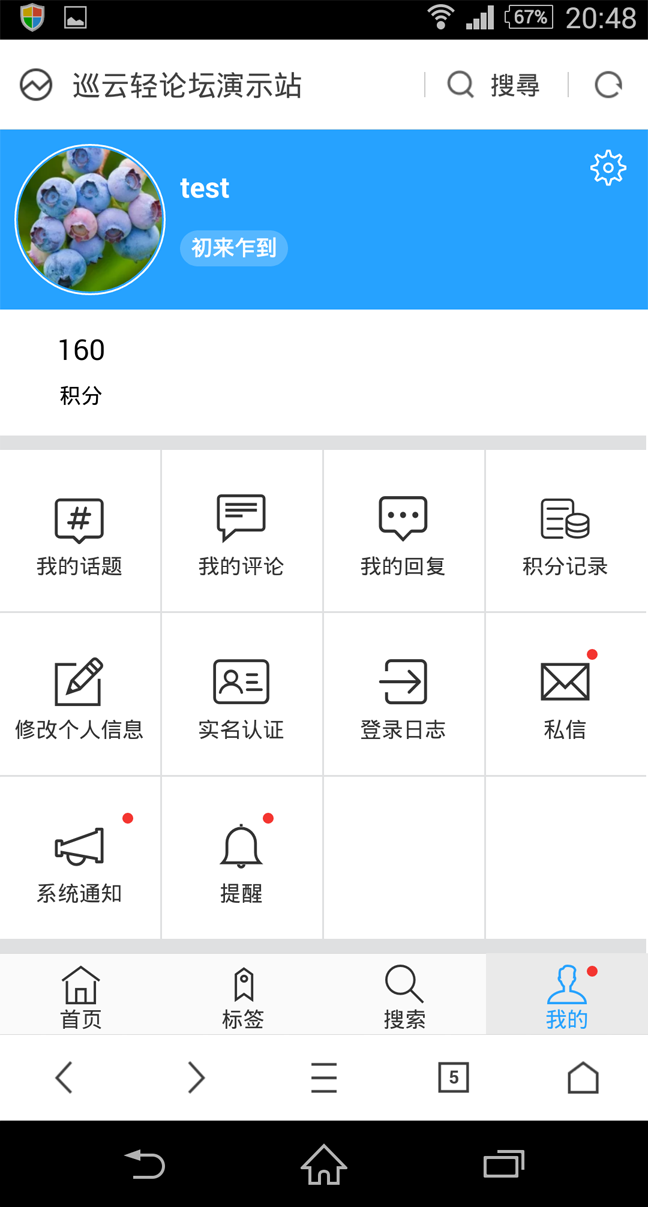 67% 20:48
巡云轻论坛演示站 搜尋
test
初来乍到
160
积分
我的话题 我的评论 我的回复 积分记录
修改个人信息 实名认证 登录日志 私信
系统通知 提醒
首页 标签 搜索 我的
5